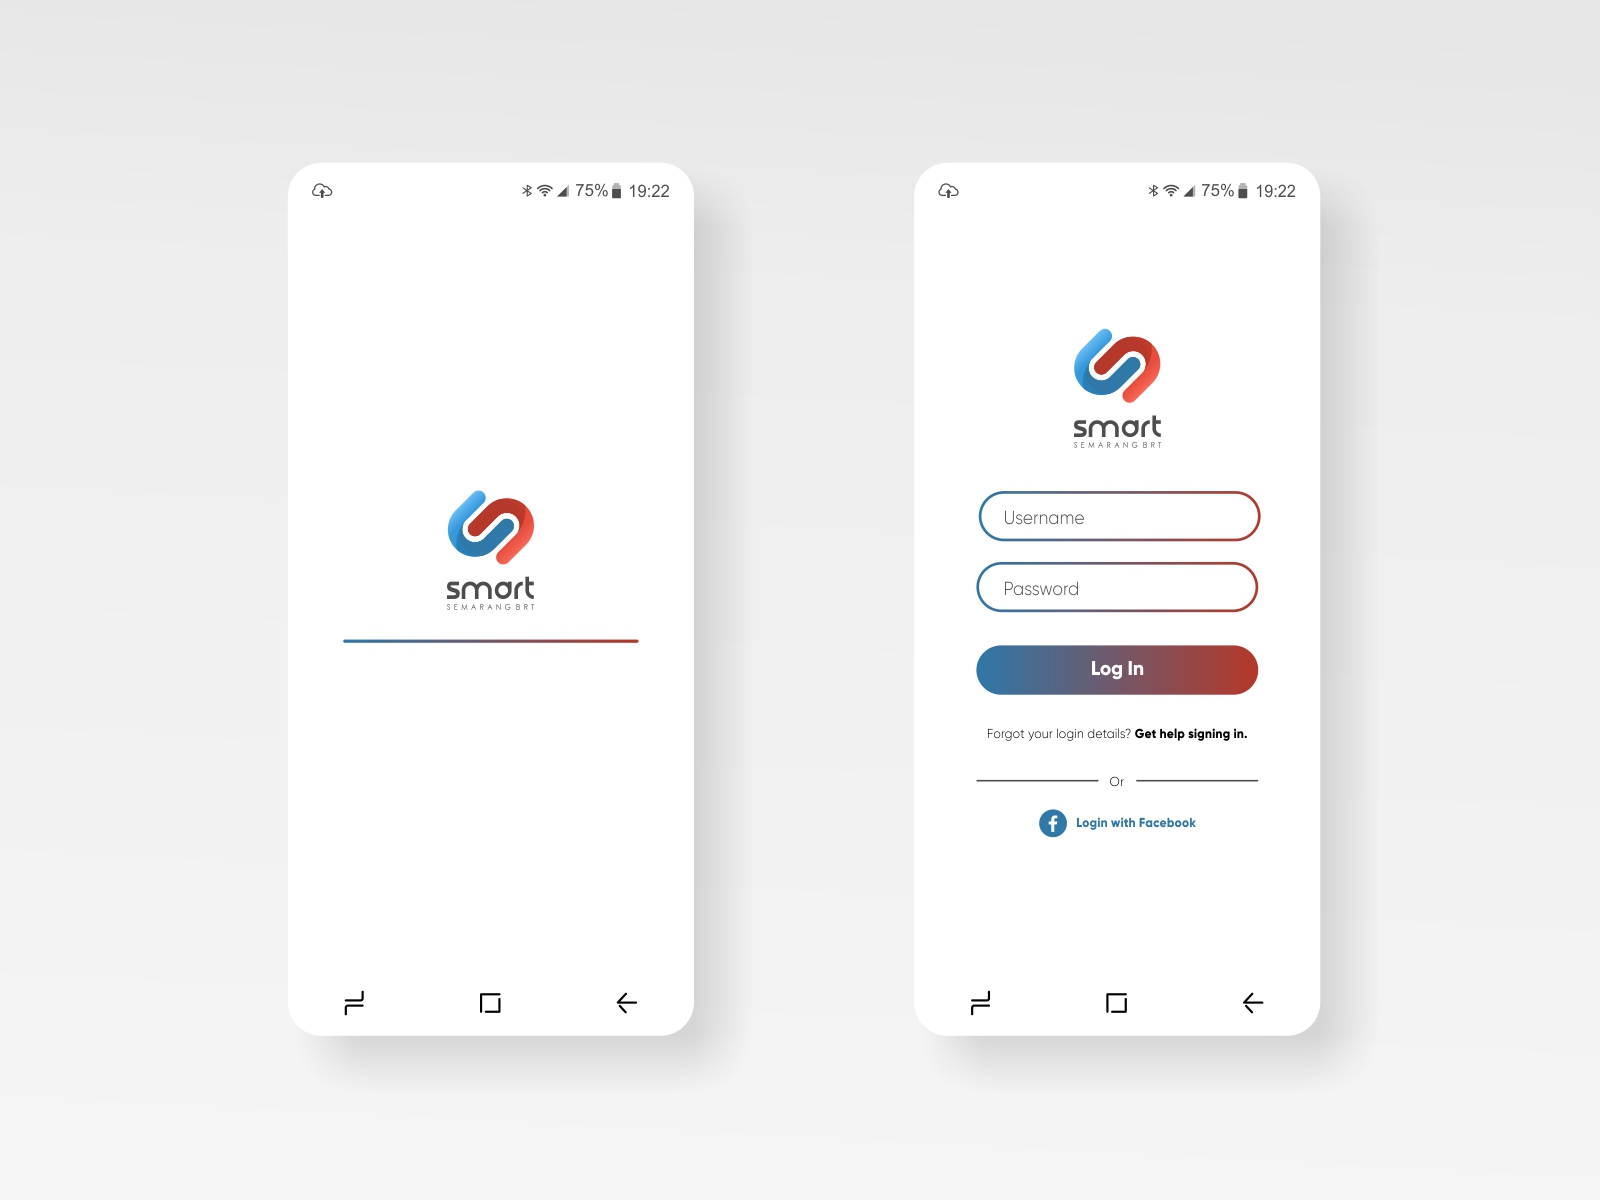 75% 19:22
smart
SEMARANG BRT
75% 19:22
smart
SEMARANG BRT
Username
Password
Log In
Forgot your login details? Get help signing in.
Or
Login with Facebook